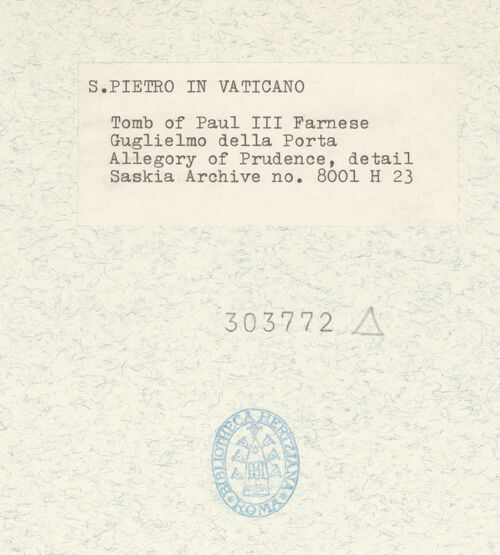 S.PIETRO IN VATICANO
Tomb of Paul III Farnese
Guglielmo della Porta
Allegory of Prudence, detail
Saskia Archive no. 8001 H 23
303772
BIBLIOTHECA HERTZIANA
ROMA